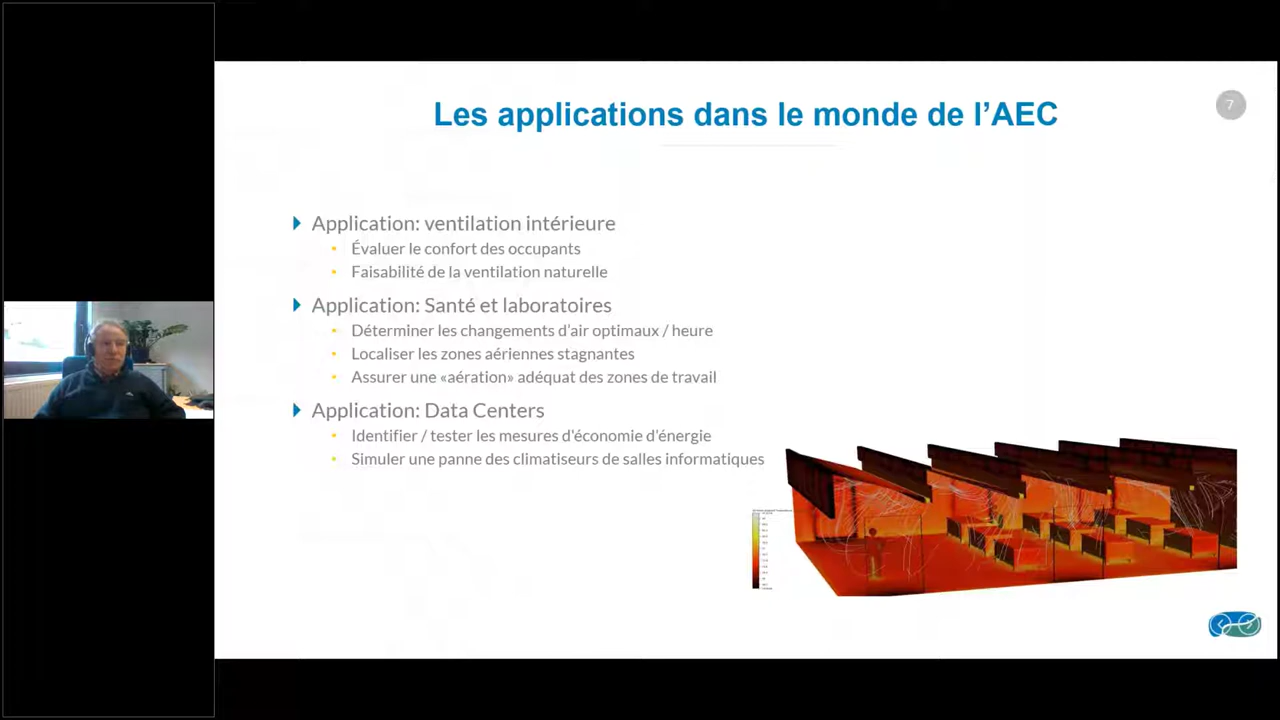 Les applications dans le monde de l'AEC
7
Application: ventilation intérieure
Évaluer le confort des occupants
Faisabilité de la ventilation naturelle
Application: Santé et laboratoires
Déterminer les changements d'air optimaux / heure
Localiser les zones aériennes stagnantes
Assurer une «aération» adéquat des zones de travail
Application: Data Centers
Identifier / tester les mesures d'économie d'énergie
Simuler une panne des climatiseurs de salles informatiques